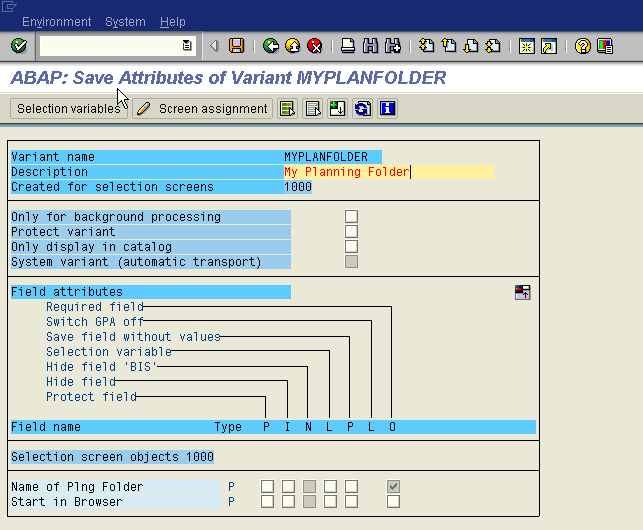 Environment System Help
ABAP: Save Attributes of Variant MYPLANFOLDER
Selection variables Screen assignment
Variant name MYPLANFOLDER
Description My Planning Folder
Created for selection screens 1000
Only for background processing
Protect variant
Only display in catalog
System variant (automatic transport)
Field attributes
Required field
Switch GPA off
Save field without values
Selection variable
Hide field 'BIS'
Hide field
Protect field
Field name Type P I N L P L O
Selection screen objects 1000
Name of Plng Folder P
Start in Browser P